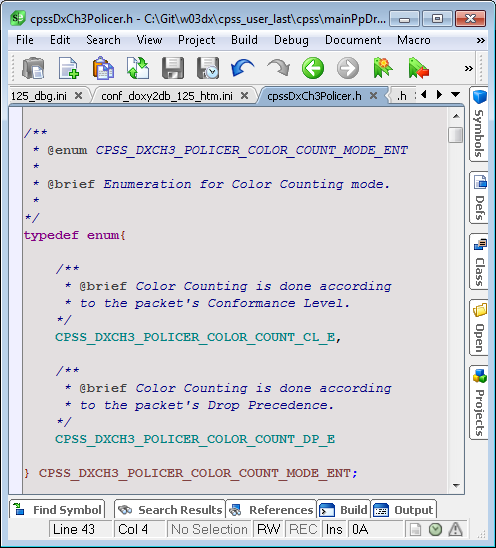 cpssDxCh3Policer.h - C:\Git\w03dx\cpss_user_last\cpss\mainPpDr...
File Edit Search View Project Build Debug Document Macro »
»
125_dbg.ini conf_doxy2db_125_htm.ini cpssDxCh3Policer.h .h
/**
* @enum CPSS_DXCH3_POLICER_COLOR_COUNT_MODE_ENT
*
* @brief Enumeration for Color Counting mode.
*
*/
typedef enum{
/**
* @brief Color Counting is done according
* to the packet's Conformance Level.
*/
CPSS_DXCH3_POLICER_COLOR_COUNT_CL_E,
/**
* @brief Color Counting is done according
* to the packet's Drop Precedence.
*/
CPSS_DXCH3_POLICER_COLOR_COUNT_DP_E
} CPSS_DXCH3_POLICER_COLOR_COUNT_MODE_ENT;
Symbols
Defs
Class
Open
Projects
Find Symbol Search Results References Build Output
Line 43 Col 4 No Selection RW REC Ins 0A